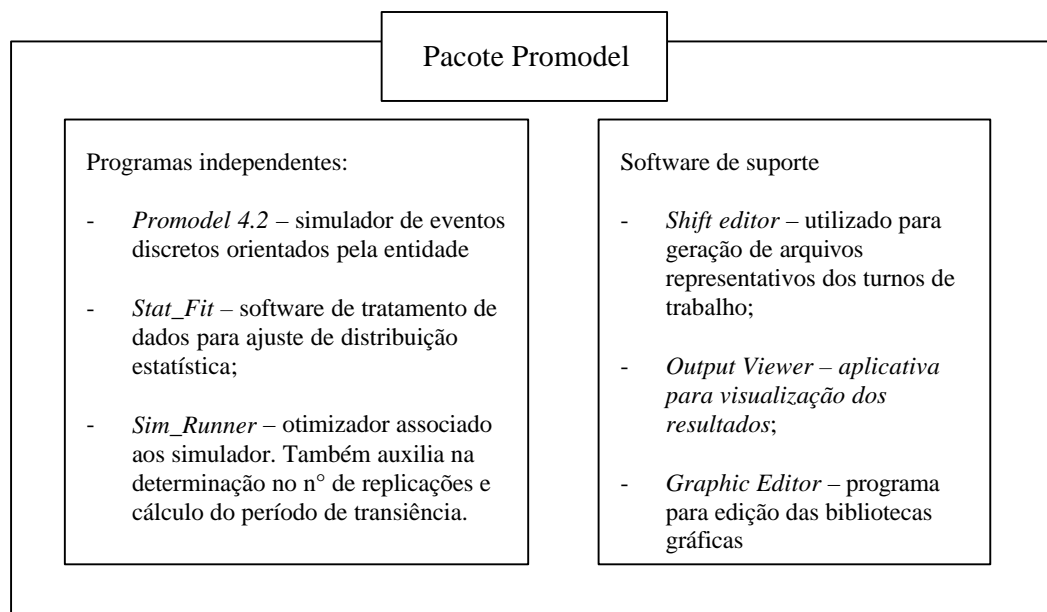 Pacote Promodel
Programas independentes:
- Promodel 4.2 – simulador de eventos
discretos orientados pela entidade
- Stat_Fit – software de tratamento de
dados para ajuste de distribuição
estatística;
- Sim_Runner – otimizador associado
aos simulador. Também auxilia na
determinação no n° de replicações e
cálculo do período de transiência.
Software de suporte
- Shift editor – utilizado para
geração de arquivos
representativos dos turnos de
trabalho;
- Output Viewer – aplicativa
para visualização dos
resultados;
- Graphic Editor – programa
para edição das bibliotecas
gráficas